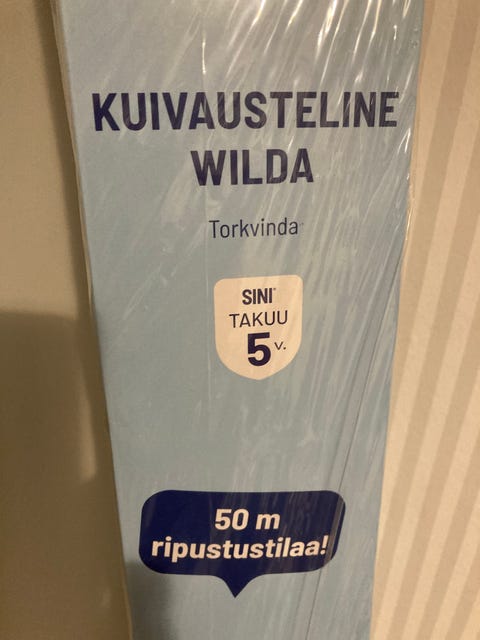 KUIVAUSTELINE
WILDA
Torkvinda
SINI®
TAKUU
5 v.
50 m
ripustustilaa!